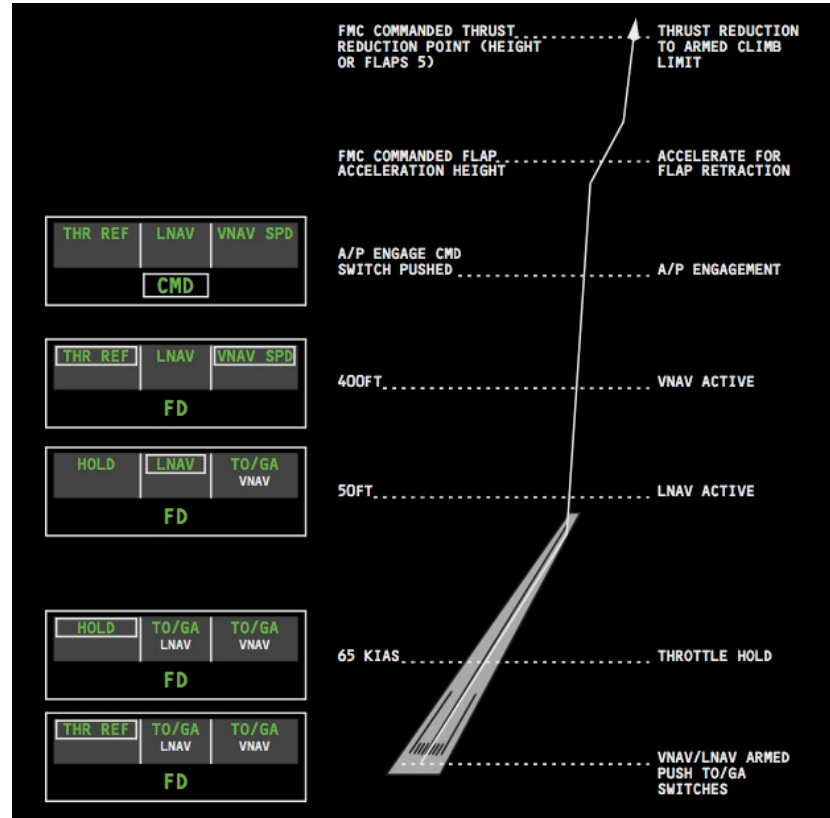 FMC COMMANDED THRUST
REDUCTION POINT (HEIGHT
OR FLAPS 5)
THRUST REDUCTION
TO ARMED CLIMB
LIMIT
FMC COMMANDED FLAP
ACCELERATION HEIGHT
ACCELERATE FOR
FLAP RETRACTION
THR REF LNAV VNAV SPD
CMD
A/P ENGAGE CMD
SWITCH PUSHED
A/P ENGAGEMENT
THR REF LNAV VNAV SPD
FD
400FT
VNAV ACTIVE
HOLD LNAV TO/GA
VNAV
FD
50FT
LNAV ACTIVE
HOLD TO/GA TO/GA
LNAV VNAV
FD
65 KIAS
THROTTLE HOLD
THR REF TO/GA TO/GA
LNAV VNAV
FD
VNAV/LNAV ARMED
PUSH TO/GA
SWITCHES